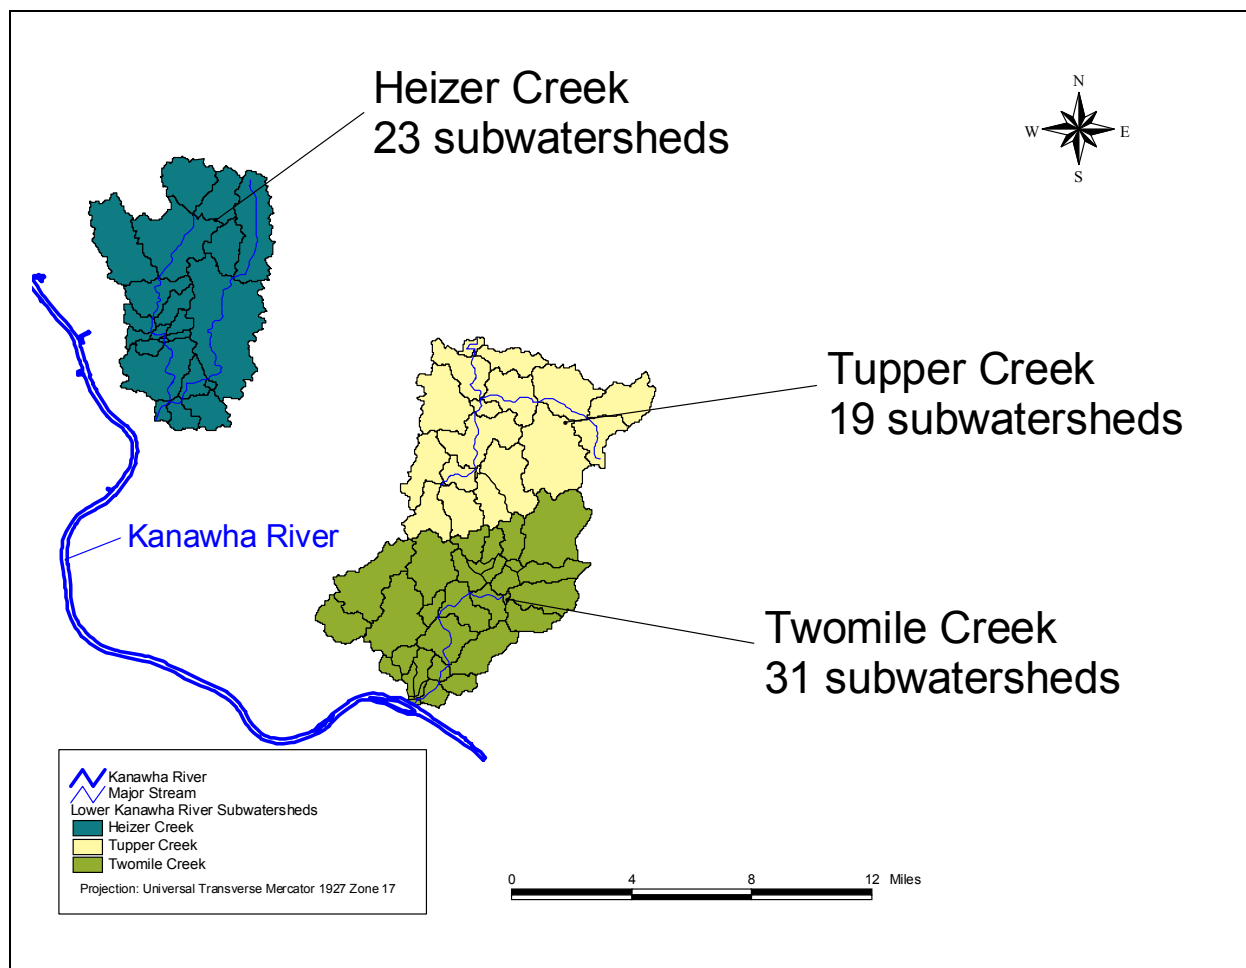 Heizer Creek
23 subwatersheds
N
W
E
S
Tupper Creek
19 subwatersheds
Kanawha River
Twomile Creek
31 subwatersheds
Kanawha River
Major Stream
Lower Kanawha River Subwatersheds
Heizer Creek
Tupper Creek
Twomile Creek
Projection: Universal Transverse Mercator 1927 Zone 17
0 4 8 12 Miles